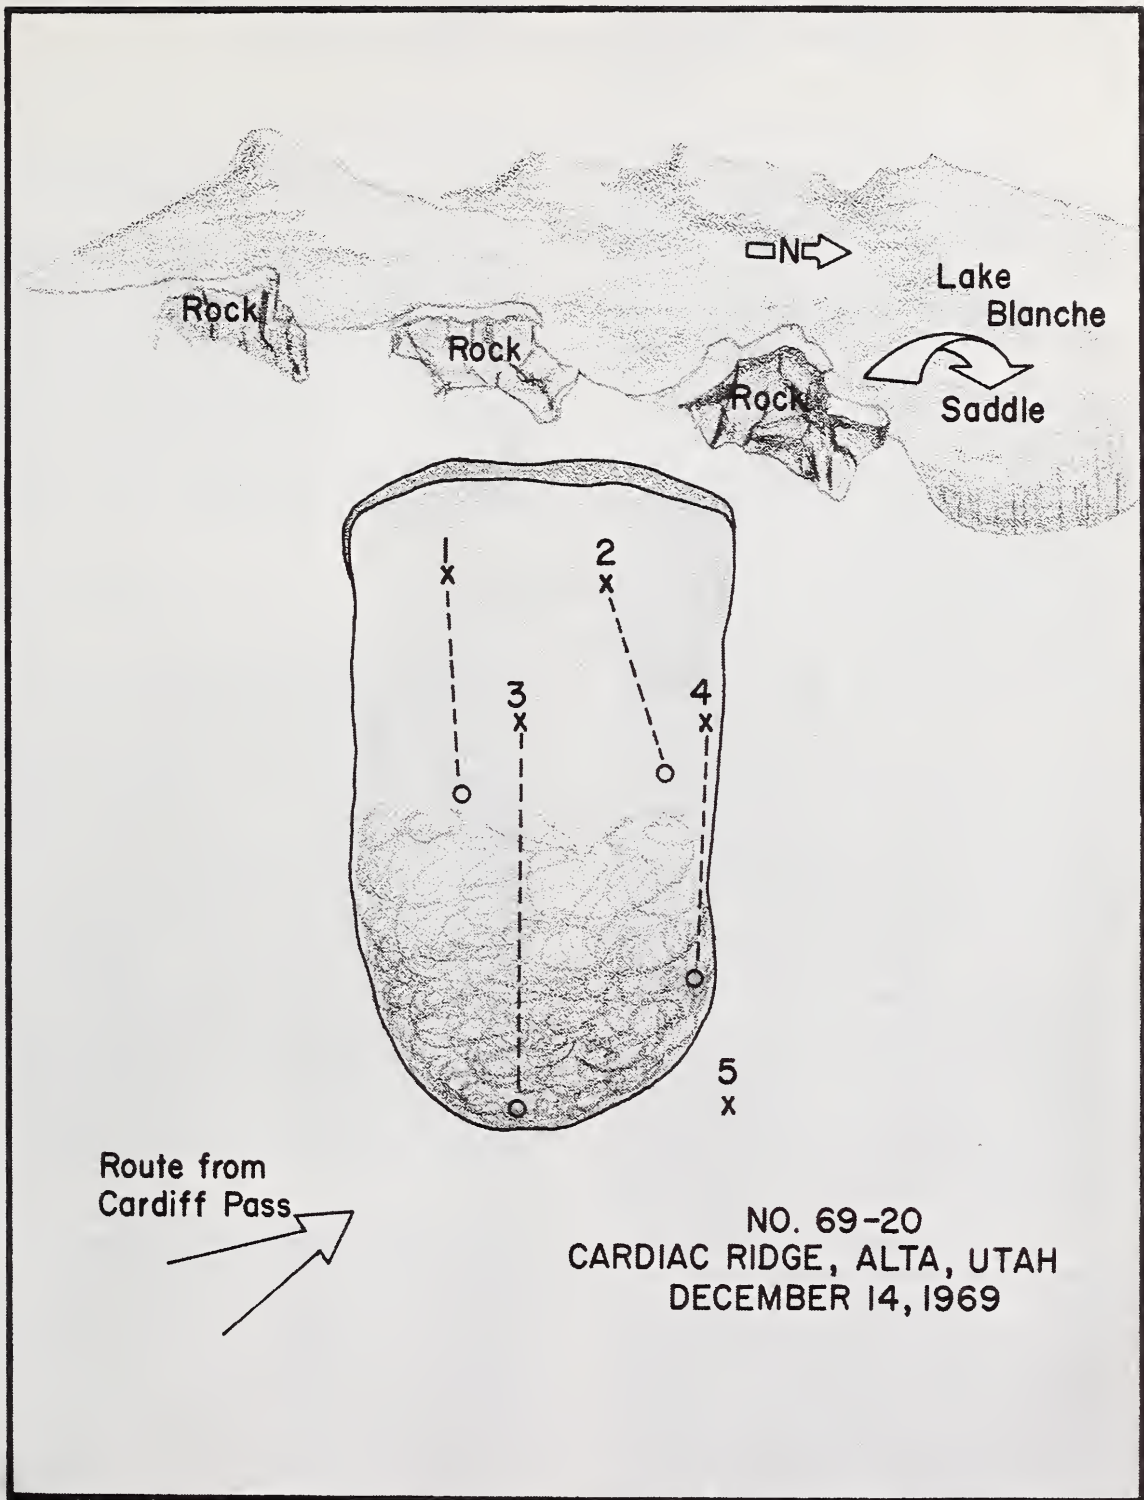 N
Lake
Blanche
Saddle
Rock
Rock
Rock
1
2
3
4
5
x
x
x
x
x
Route from
Cardiff Pass
NO. 69-20
CARDIAC RIDGE, ALTA, UTAH
DECEMBER 14, 1969